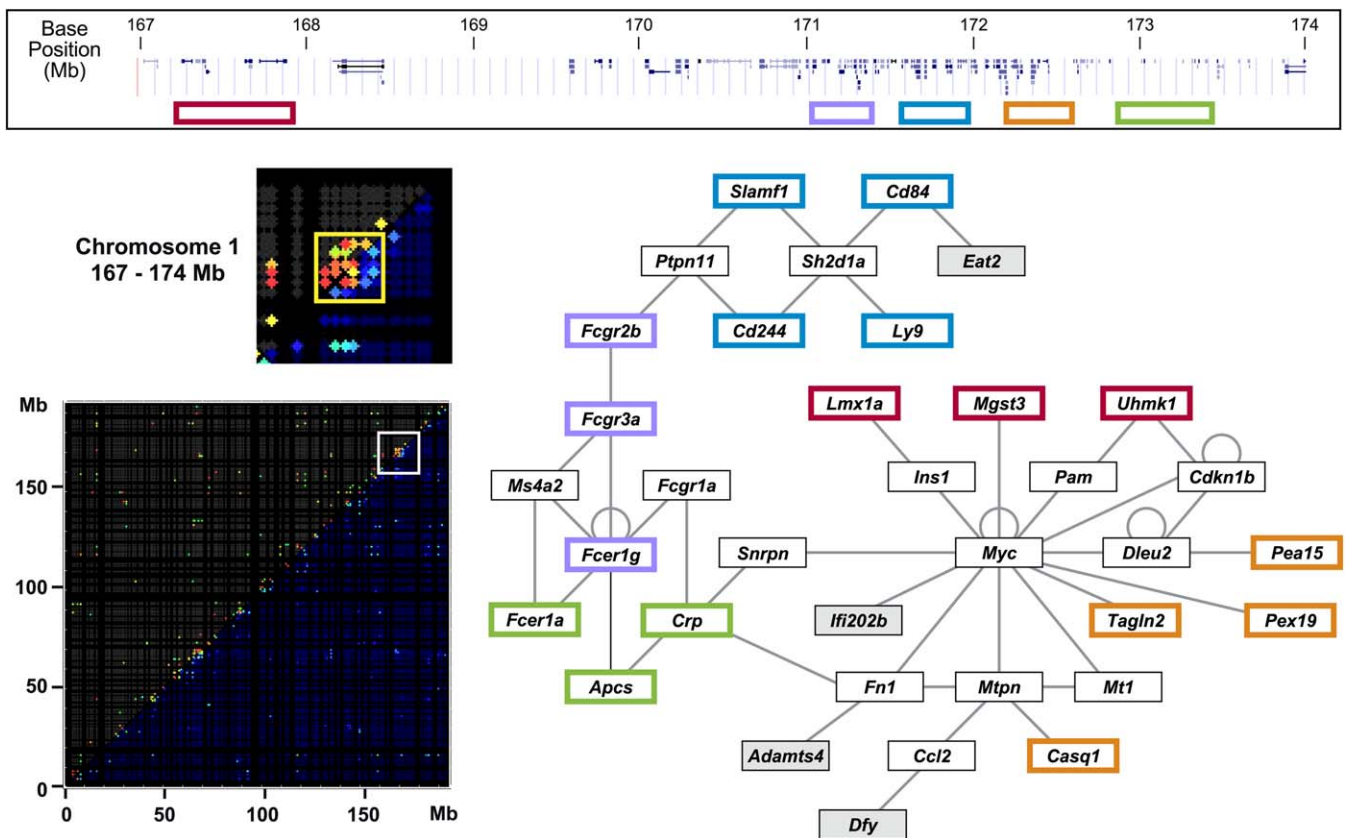 Base
Position
(Mb)
167 168 169 170 171 172 173 174
Chromosome 1
167 - 174 Mb
Slamf1 Cd84
Ptpn11 Sh2d1a Eat2
Fcgr2b Cd244 Ly9
Fcgr3a Lmx1a Mgst3 Uhmk1
Ms4a2 Fcgr1a Ins1 Pam Cdkn1b
Fcer1g Snrpn Myc Dleu2 Pea15
Fcer1a Crp Ifi202b Tagln2 Pex19
Apcs Fn1 Mtpn Mt1
Adamts4 Ccl2 Casq1
Dfy
Mb
150
100
50
0
0 50 100 150 Mb